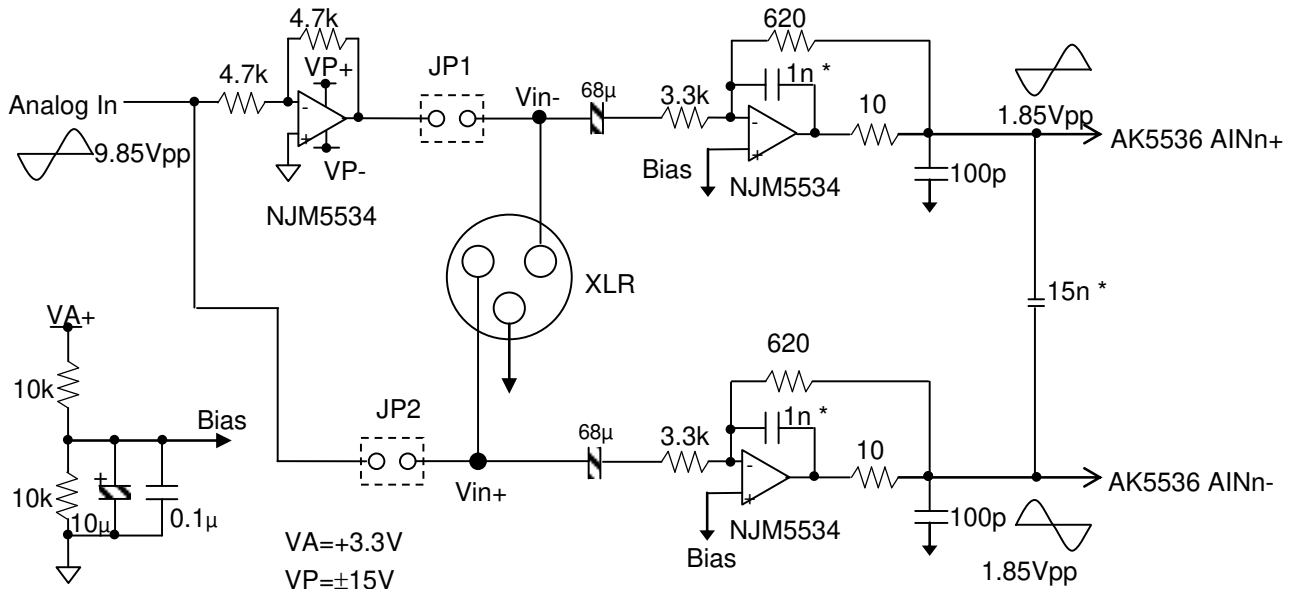 4.7k
620
VP+
JP1
1n *
4.7k
68µ
Vin-
3.3k
10
Analog In
-
+
-
+
1.85Vpp
AK5536 AINn+
9.85Vpp
VP-
Bias
100p
NJM5534
NJM5534
XLR
15n *
VA+
620
10k
JP2
1n *
Bias
68µ
3.3k
10
-
+
AK5536 AINn-
Vin+
10k
+
10µ
0.1µ
NJM5534
100p
VA=+3.3V
Bias
1.85Vpp
VP=±15V